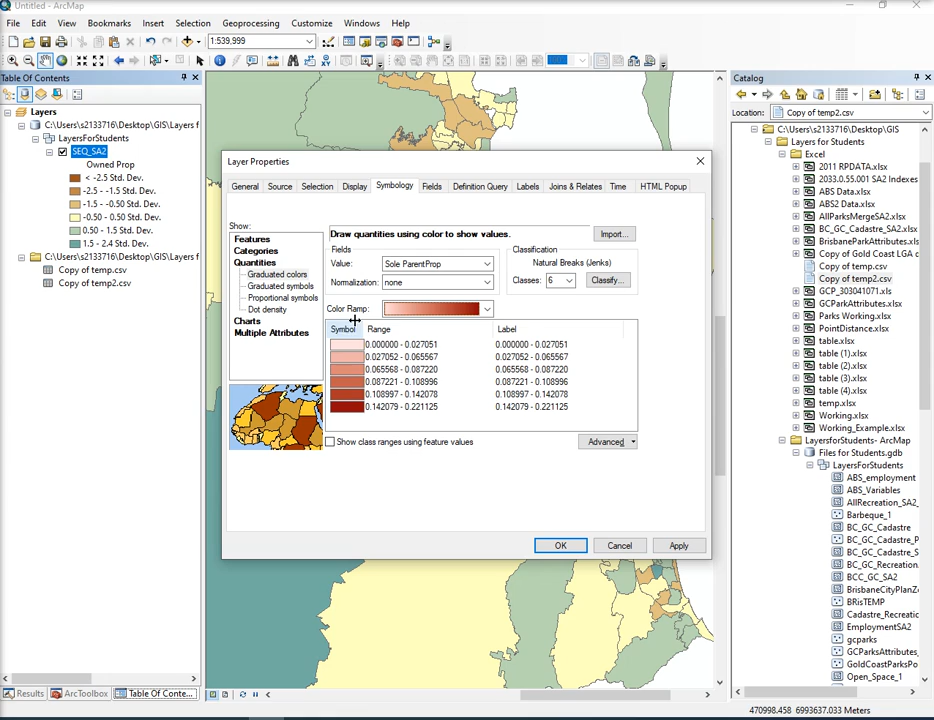 Untitled - ArcMap
File Edit View Bookmarks Insert Selection Geoprocessing Customize Windows Help
1:539,999
Table Of Contents
Layers
C:\Users\s2133716\Desktop\GIS\Layers f
LayersForStudents
SEQ_SA2
Owned Prop
< -2.5 Std. Dev.
-2.5 - -1.5 Std. Dev.
-1.5 - -0.50 Std. Dev.
-0.50 - 0.50 Std. Dev.
0.50 - 1.5 Std. Dev.
1.5 - 2.4 Std. Dev.
C:\Users\s2133716\Desktop\GIS\Layers f
Copy of temp.csv
Copy of temp2.csv
Results ArcToolbox Table Of Conte...
Layer Properties
General Source Selection Display Symbology Fields Definition Query Labels Joins & Relates Time HTML Popup
Show:
Features
Categories
Quantities
Graduated colors
Graduated symbols
Proportional symbols
Dot density
Charts
Multiple Attributes
Draw quantities using color to show values.
Import...
Fields
Value: Sole ParentProp
Normalization: none
Classification
Natural Breaks (Jenks)
Classes: 6 Classify...
Color Ramp:
Symbol Range Label
0.000000 - 0.027051 0.000000 - 0.027051
0.027052 - 0.065567 0.027052 - 0.065567
0.065568 - 0.087220 0.065568 - 0.087220
0.087221 - 0.108996 0.087221 - 0.108996
0.108997 - 0.142078 0.108997 - 0.142078
0.142079 - 0.221125 0.142079 - 0.221125
Show class ranges using feature values
Advanced
OK Cancel Apply
Catalog
Location: Copy of temp2.csv
C:\Users\s2133716\Desktop\GIS
Layers for Students
Excel
2011 RPDATA.xlsx
2033.0.55.001 SA2 Indexes
ABS Data.xlsx
ABS2 Data.xlsx
AllParksMergeSA2.xlsx
BC_GC_Cadastre_SA2.xlsx
BrisbaneParkAttributes.xls
Copy of Gold Coast LGA d
Copy of temp.csv
Copy of temp2.csv
GCP_303041071.xls
GCParkAttributes.xlsx
Parks Working.xlsx
PointDistance.xlsx
table.xlsx
table (1).xlsx
table (2).xlsx
table (3).xlsx
table (4).xlsx
temp.xlsx
Working.xlsx
Working_Example.xlsx
LayersforStudents- ArcMap
Files for Students.gdb
LayersForStudents
ABS_employment
ABS_Variables
AllRecreation_SA2_
Barbeque_1
BC_GC_Cadastre
BC_GC_Cadastre_P
BC_GC_Cadastre_S
BC_GC_Recreation
BCC_GC_SA2
BrisbaneCityPlanZ
BRisTEMP
Cadastre_Recreatic
EmploymentSA2
gcparks
GCParksAttributes
GoldCoastParksPo
Open_Space_1
470998.458 6993637.033 Meters